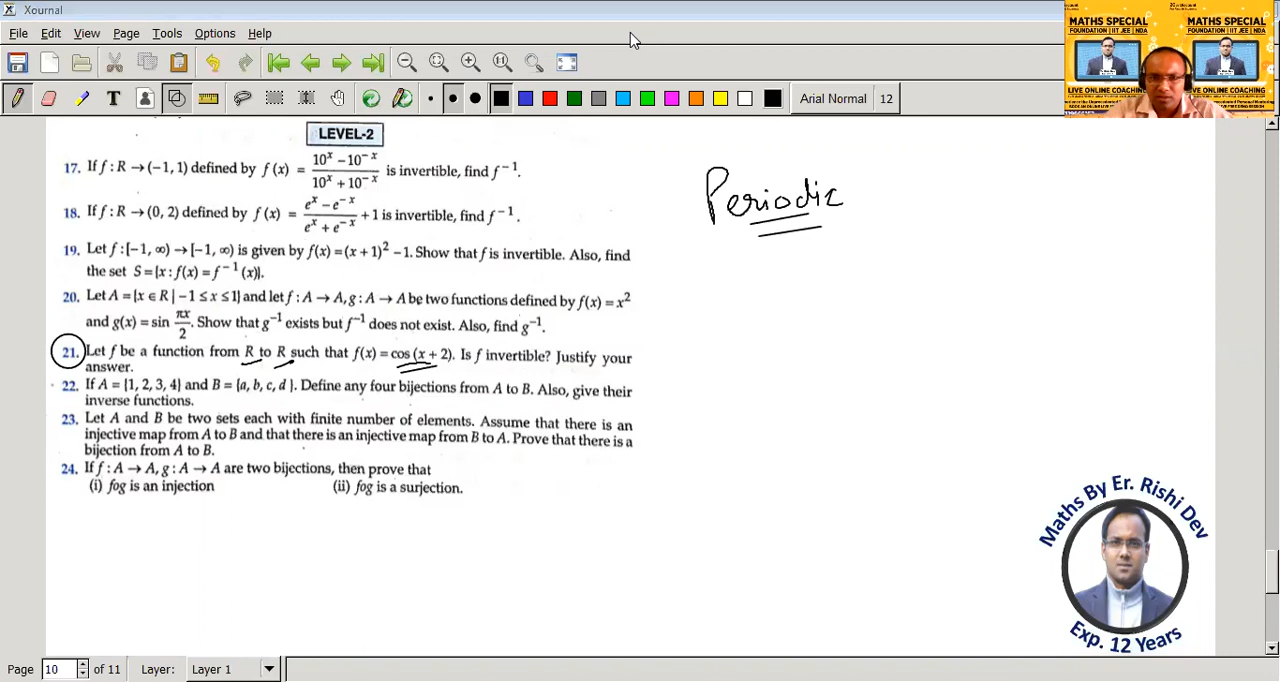 Xournal
File Edit View Page Tools Options Help
MATHS SPECIAL
FOUNDATION | IIT JEE | NDA
LIVE ONLINE COACHING
MATHS SPECIAL
FOUNDATION | IIT JEE | NDA
LIVE ONLINE COACHING
Arial Normal 12
LEVEL-2
17. If f : R → (−1, 1) defined by f (x) = (10^x − 10^−x)/(10^x + 10^−x) is invertible, find f^−1.
18. If f : R → (0, 2) defined by f (x) = (e^x − e^−x)/(e^x + e^−x) + 1 is invertible, find f^−1.
19. Let f : [−1, ∞) → [−1, ∞) is given by f(x) = (x + 1)^2 − 1. Show that f is invertible. Also, find
the set S = {x : f(x) = f^−1 (x)}.
20. Let A = {x ∈ R | −1 ≤ x ≤ 1} and let f : A → A, g : A → A be two functions defined by f(x) = x^2
and g(x) = sin πx/2. Show that g^−1 exists but f^−1 does not exist. Also, find g^−1.
21. Let f be a function from R to R such that f(x) = cos (x + 2). Is f invertible? Justify your
answer.
22. If A = {1, 2, 3, 4} and B = {a, b, c, d }. Define any four bijections from A to B. Also, give their
inverse functions.
23. Let A and B be two sets each with finite number of elements. Assume that there is an
injective map from A to B and that there is an injective map from B to A. Prove that there is a
bijection from A to B.
24. If f : A → A, g : A → A are two bijections, then prove that
(i) fog is an injection (ii) fog is a surjection.
Periodic
Maths By Er. Rishi Dev
Exp. 12 Years
Page 10 of 11 Layer: Layer 1